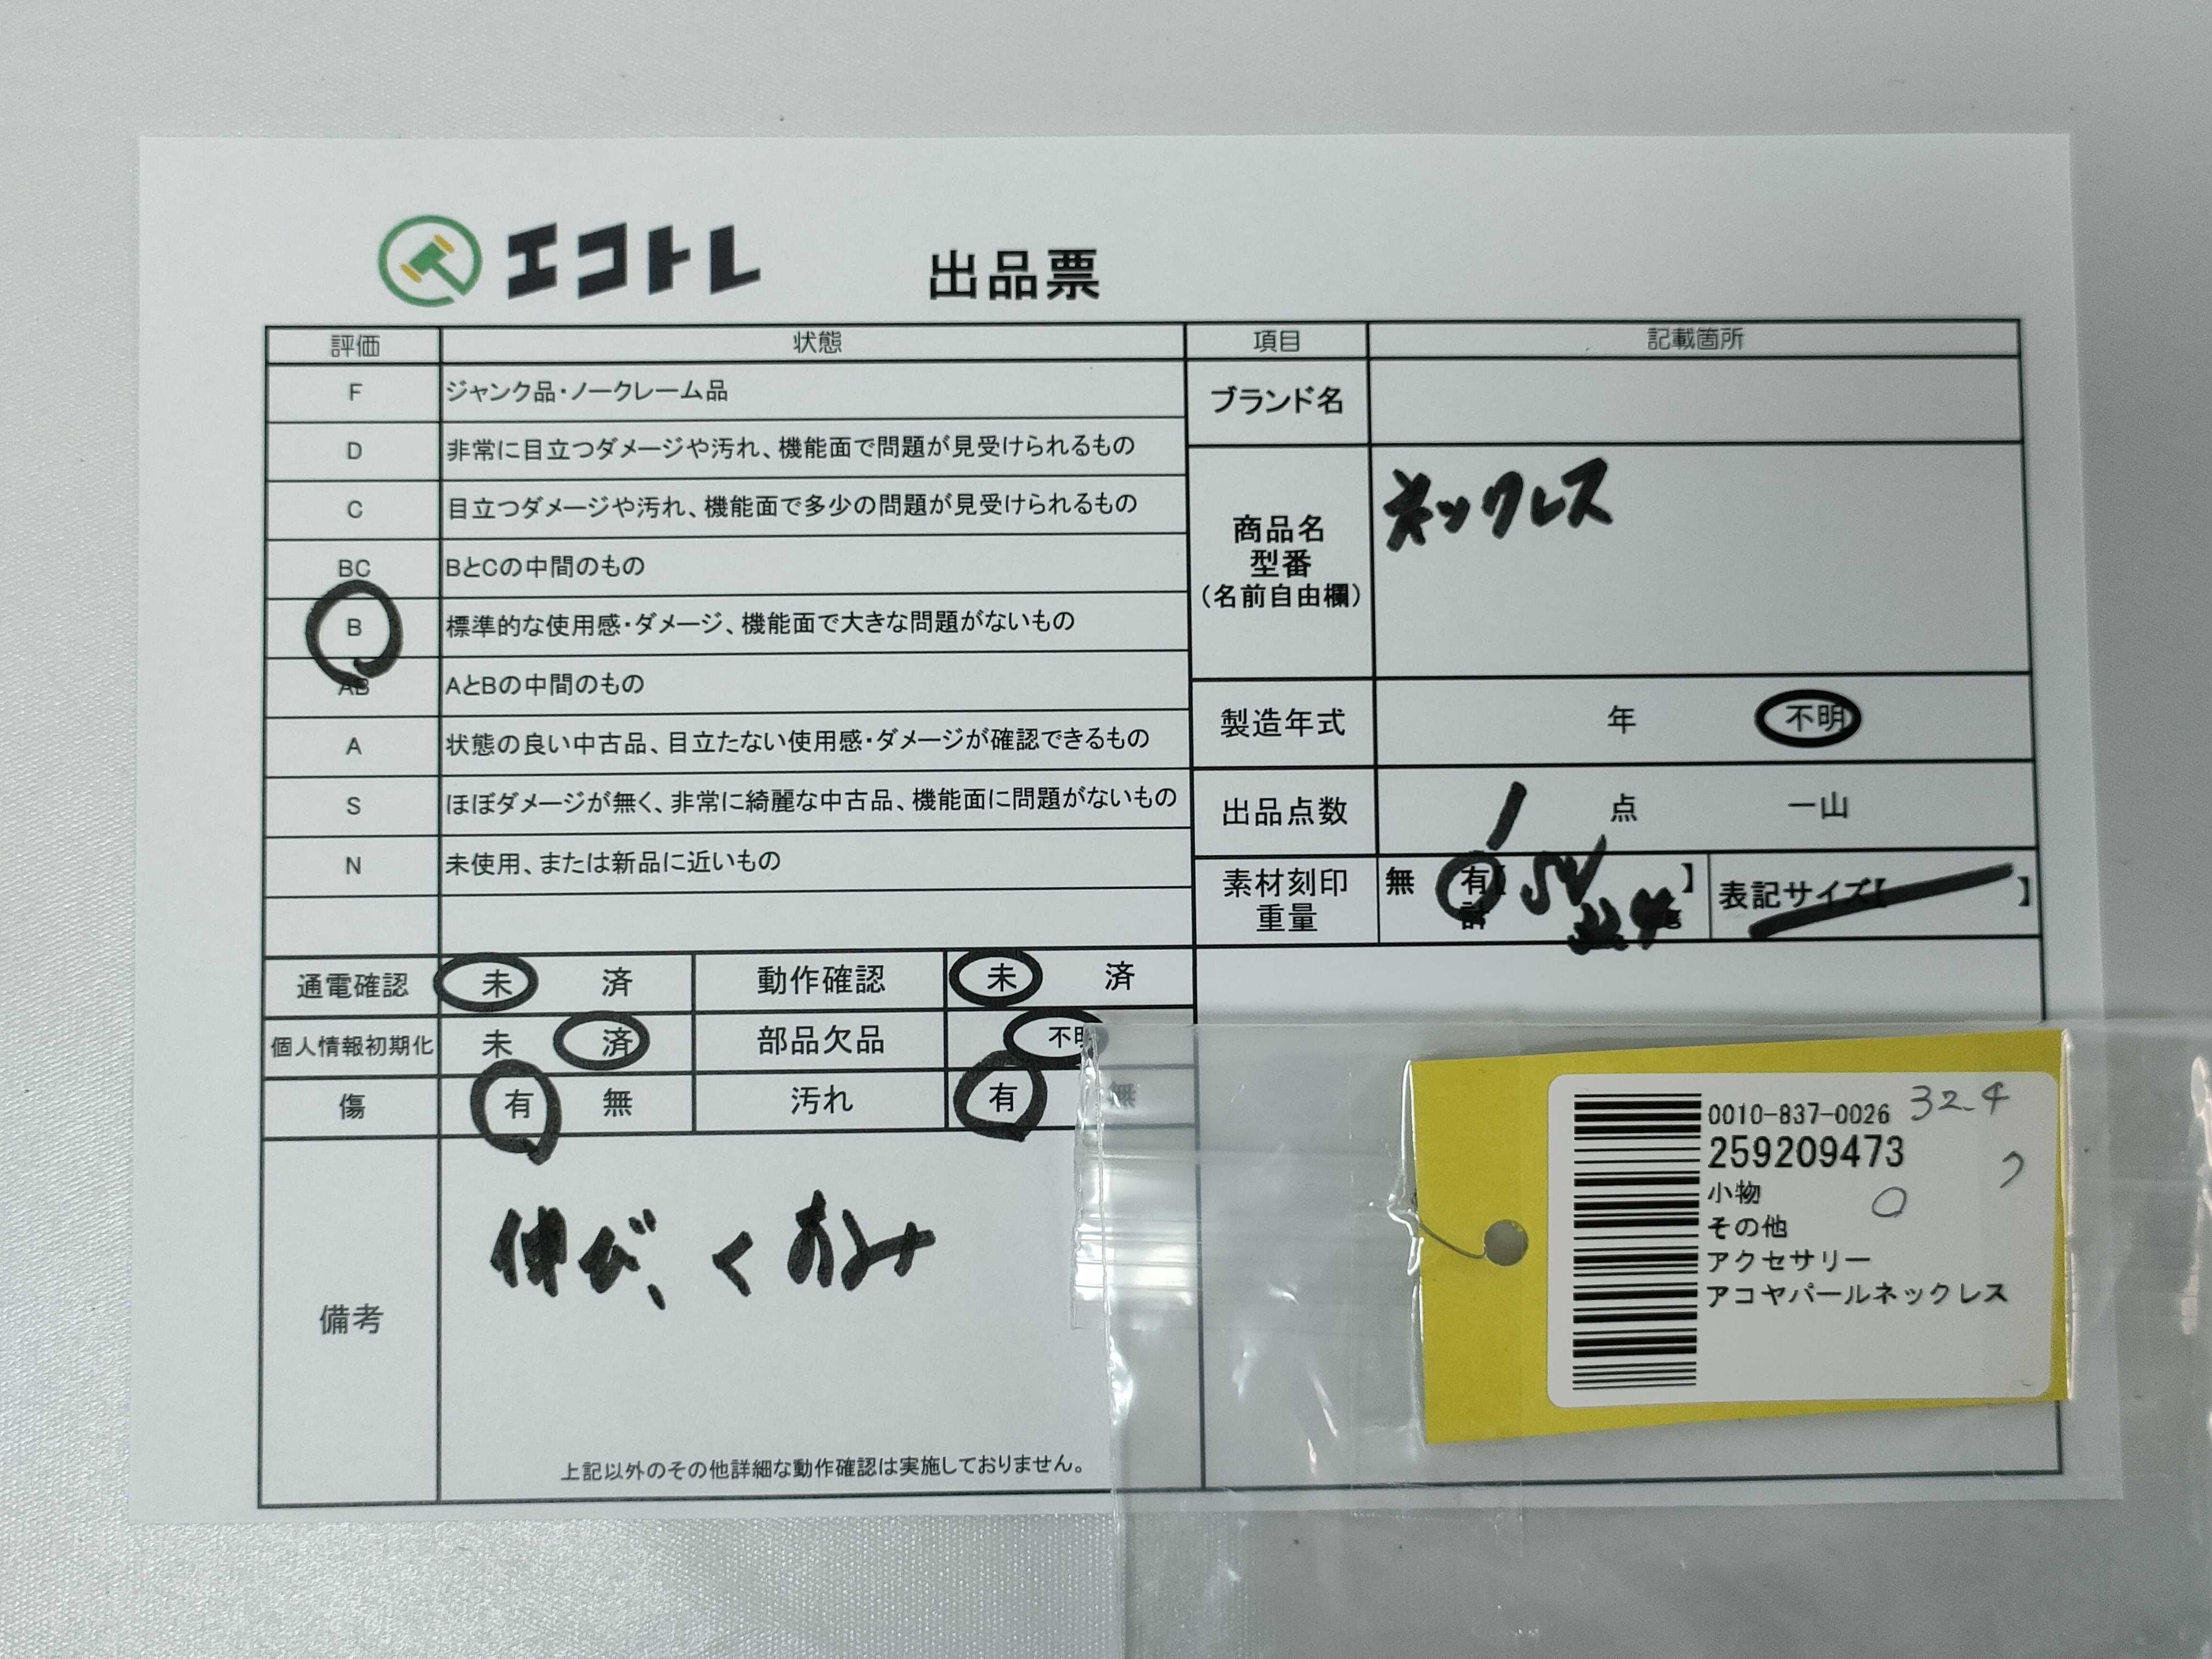 エコトレ 出品票
評価 状態
F ジャンク品・ノークレーム品
D 非常に目立つダメージや汚れ、機能面で問題が見受けられるもの
C 目立つダメージや汚れ、機能面で多少の問題が見受けられるもの
BC BとCの中間のもの
B 標準的な使用感・ダメージ、機能面で大きな問題がないもの
AB AとBの中間のもの
A 状態の良い中古品、目立たない使用感・ダメージが確認できるもの
S ほぼダメージが無く、非常に綺麗な中古品、機能面に問題がないもの
N 未使用、または新品に近いもの
通電確認 未 済 動作確認 未 済
個人情報初期化 未 済 部品欠品 不明
傷 有 無 汚れ 有 無
備考 伸び、くすみ
上記以外のその他詳細な動作確認は実施しておりません。
項目 記載箇所
ブランド名
商品名 ネックレス
型番
(名前自由欄)
製造年式 年 不明
出品点数 1 点 一山
素材刻印 無 有【SV】 表記サイズ【 】
重量 計 32.4 g
0010-837-0026 32.4
259209473
小物
その他
アクセサリー
アコヤパールネックレス